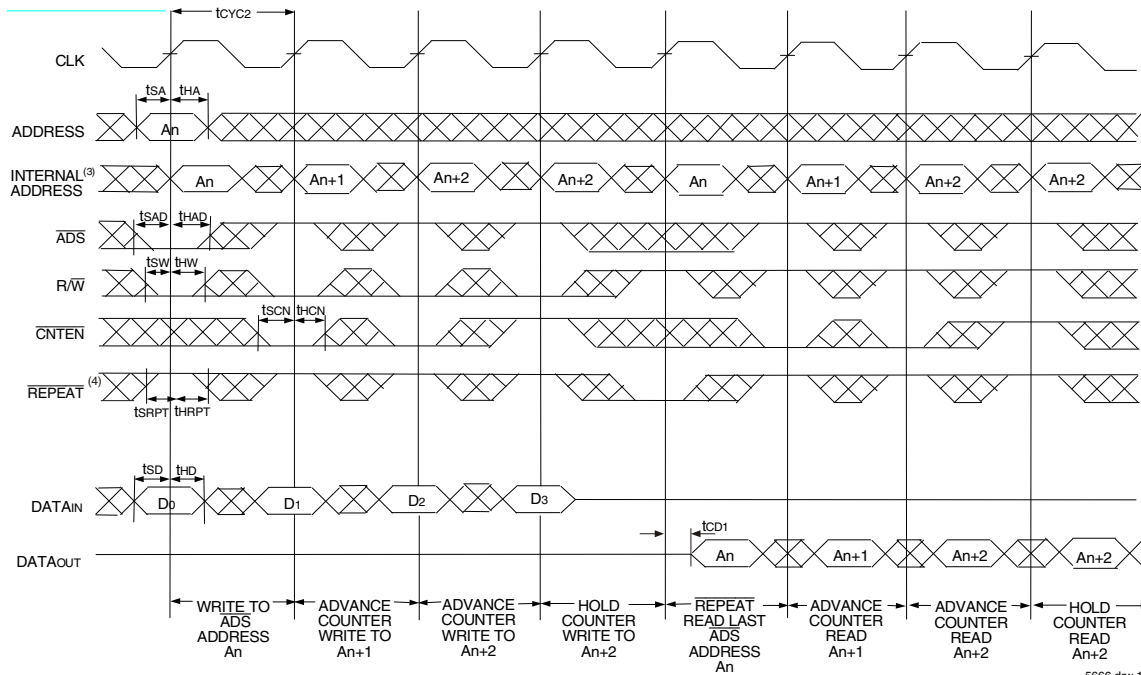 tCYC2
CLK
tSA tHA
ADDRESS An
INTERNAL(3) ADDRESS An An+1 An+2 An+2 An An+1 An+2 An+2
tSAD tHAD
ADS
tSW tHW
R/W
tSCN tHCN
CNTEN
REPEAT (4)
tSRPT tHRPT
tSD tHD
DATAIN D0 D1 D2 D3
tCD1
DATAOUT An An+1 An+2 An+2
WRITE TO
ADS
ADDRESS
An
ADVANCE
COUNTER
WRITE TO
An+1
ADVANCE
COUNTER
WRITE TO
An+2
HOLD
COUNTER
WRITE TO
An+2
REPEAT
READ LAST
ADS
ADDRESS
An
ADVANCE
COUNTER
READ
An+1
ADVANCE
COUNTER
READ
An+2
HOLD
COUNTER
READ
An+2